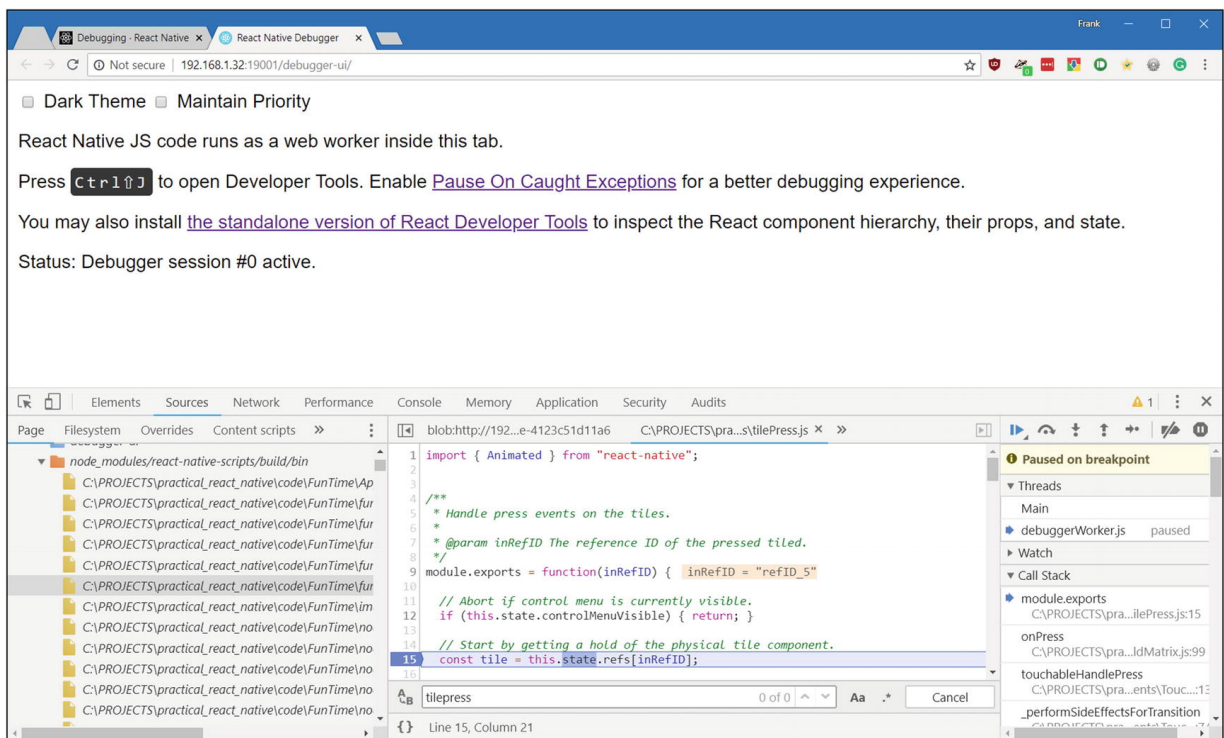 Frank
Debugging - React Native
React Native Debugger
Not secure | 192.168.1.32:19001/debugger-ui/
Dark Theme Maintain Priority
React Native JS code runs as a web worker inside this tab.
Press Ctrl⇧J to open Developer Tools. Enable Pause On Caught Exceptions for a better debugging experience.
You may also install the standalone version of React Developer Tools to inspect the React component hierarchy, their props, and state.
Status: Debugger session #0 active.
Elements Sources Network Performance Console Memory Application Security Audits 1
Page Filesystem Overrides Content scripts »
blob:http://192...e-4123c51d11a6 C:\PROJECTS\pra...s\tilePress.js »
node_modules/react-native-scripts/build/bin
C:\PROJECTS\practical_react_native\code\FunTime\Ap
C:\PROJECTS\practical_react_native\code\FunTime\fur
C:\PROJECTS\practical_react_native\code\FunTime\fur
C:\PROJECTS\practical_react_native\code\FunTime\fur
C:\PROJECTS\practical_react_native\code\FunTime\fur
C:\PROJECTS\practical_react_native\code\FunTime\fur
C:\PROJECTS\practical_react_native\code\FunTime\im
C:\PROJECTS\practical_react_native\code\FunTime\no
C:\PROJECTS\practical_react_native\code\FunTime\no
C:\PROJECTS\practical_react_native\code\FunTime\no
C:\PROJECTS\practical_react_native\code\FunTime\no
C:\PROJECTS\practical_react_native\code\FunTime\no
1 import { Animated } from "react-native";
2
3
4 /**
5 * Handle press events on the tiles.
6 *
7 * @param inRefID The reference ID of the pressed tiled.
8 */
9 module.exports = function(inRefID) { inRefID = "refID_5"
10
11 // Abort if control menu is currently visible.
12 if (this.state.controlMenuVisible) { return; }
13
14 // Start by getting a hold of the physical tile component.
15 const tile = this.state.refs[inRefID];
16
tilepress 0 of 0 Aa .* Cancel
{} Line 15, Column 21
Paused on breakpoint
Threads
Main
debuggerWorker.js paused
Watch
Call Stack
module.exports
C:\PROJECTS\pra...ilePress.js:15
onPress
C:\PROJECTS\pra...ldMatrix.js:99
touchableHandlePress
C:\PROJECTS\pra...ents\Touc...:13
_performSideEffectsForTransition